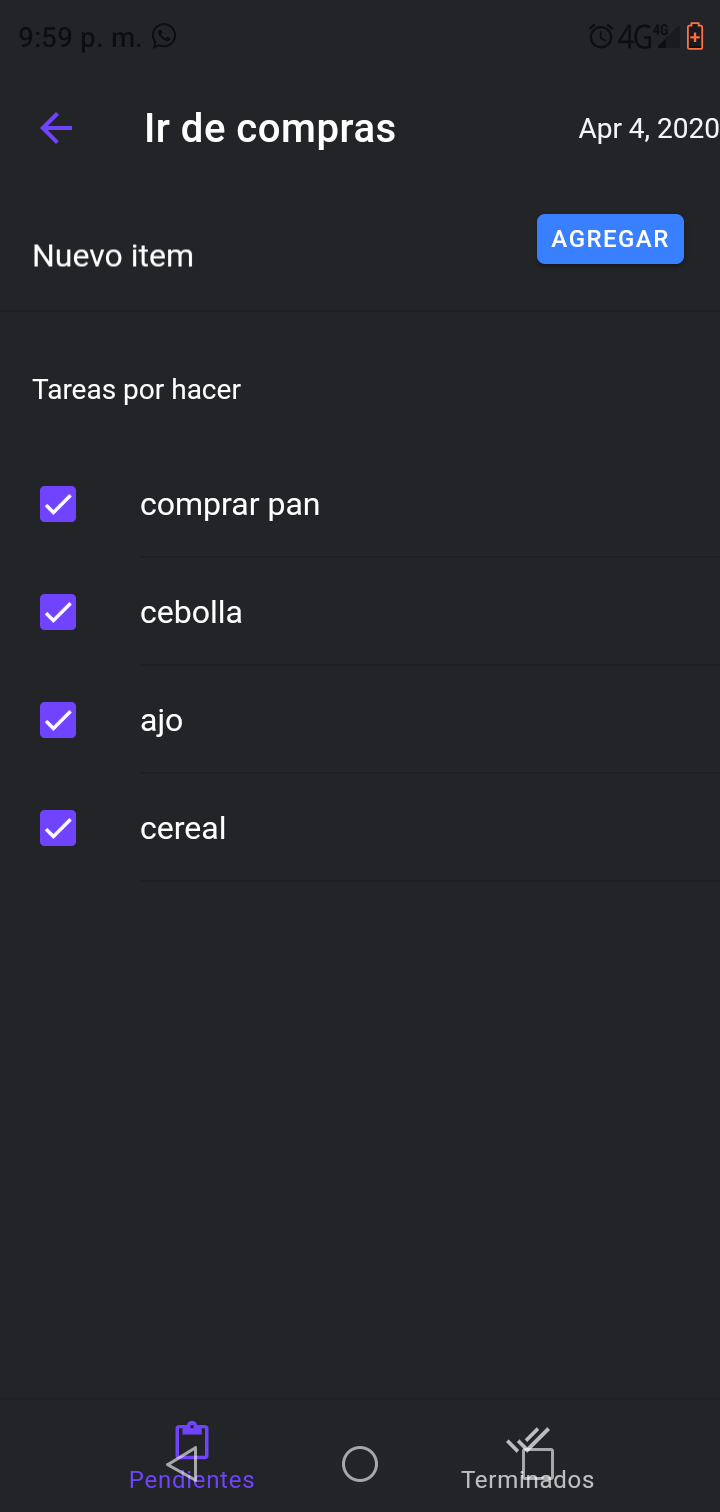 9:59 p. m. 4G 4G
Ir de compras Apr 4, 2020
Nuevo item AGREGAR
Tareas por hacer
comprar pan
cebolla
ajo
cereal
Pendientes Terminados